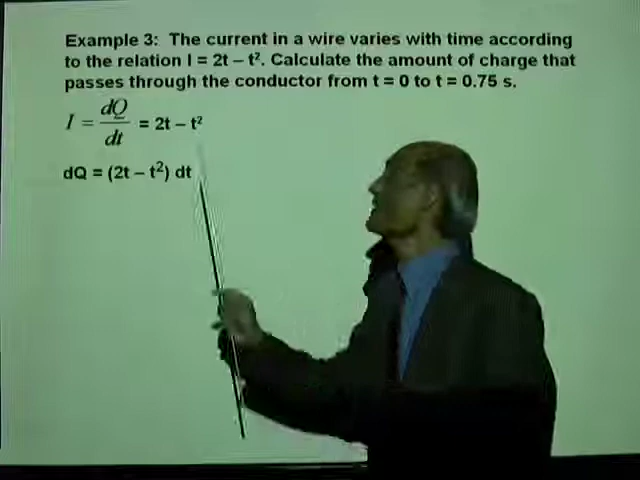 Example 3: The current in a wire varies with time according
to the relation I = 2t – t². Calculate the amount of charge that
passes through the conductor from t = 0 to t = 0.75 s.
I = dQ/dt = 2t – t²
dQ = (2t – t²) dt